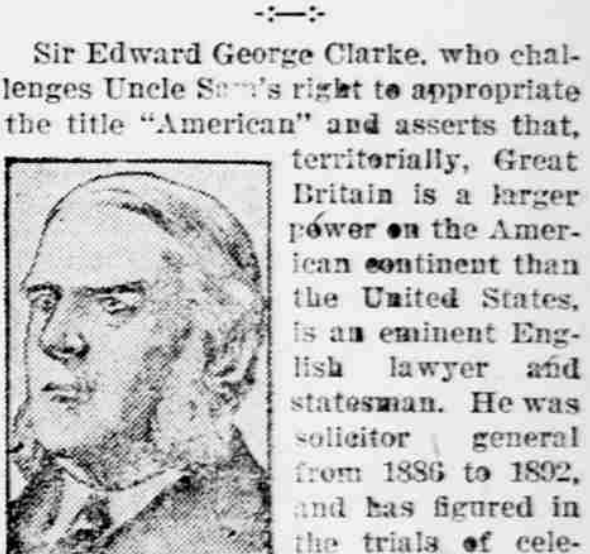 Sir Edward George Clarke, who chal-
lenges Uncle Sam's right to appropriate
the title “American” and asserts that,
territorially, Great
Britain is a larger
power on the Amer-
ican continent than
the United States,
is an eminent Eng-
lish lawyer and
statesman. He was
solicitor general
from 1886 to 1892,
and has figured in
the trials of cele-